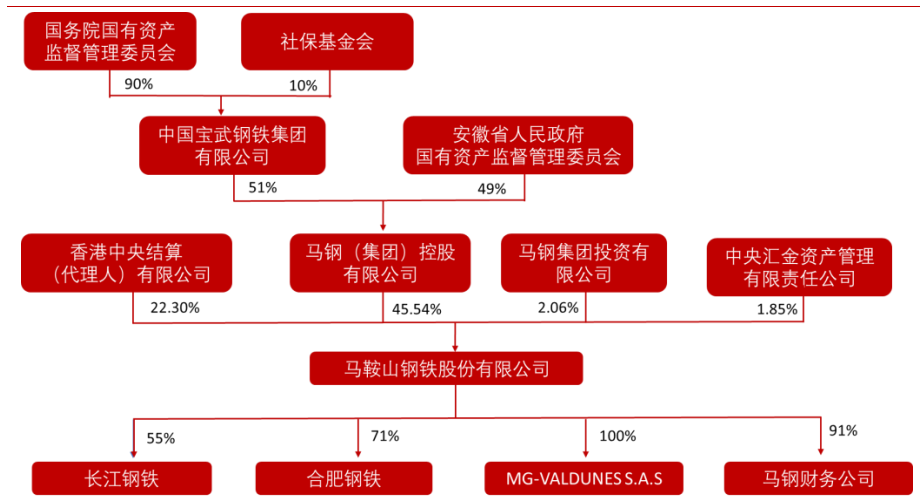 国务院国有资产
监督管理委员会
社保基金会
90%
10%
中国宝武钢铁集团
有限公司
安徽省人民政府
国有资产监督管理委员会
51%
49%
香港中央结算
（代理人）有限公司
马钢（集团）控股
有限公司
马钢集团投资有
限公司
中央汇金资产管理
有限责任公司
22.30%
45.54%
2.06%
1.85%
马鞍山钢铁股份有限公司
55%
71%
100%
91%
长江钢铁
合肥钢铁
MG-VALDUNES S.A.S
马钢财务公司